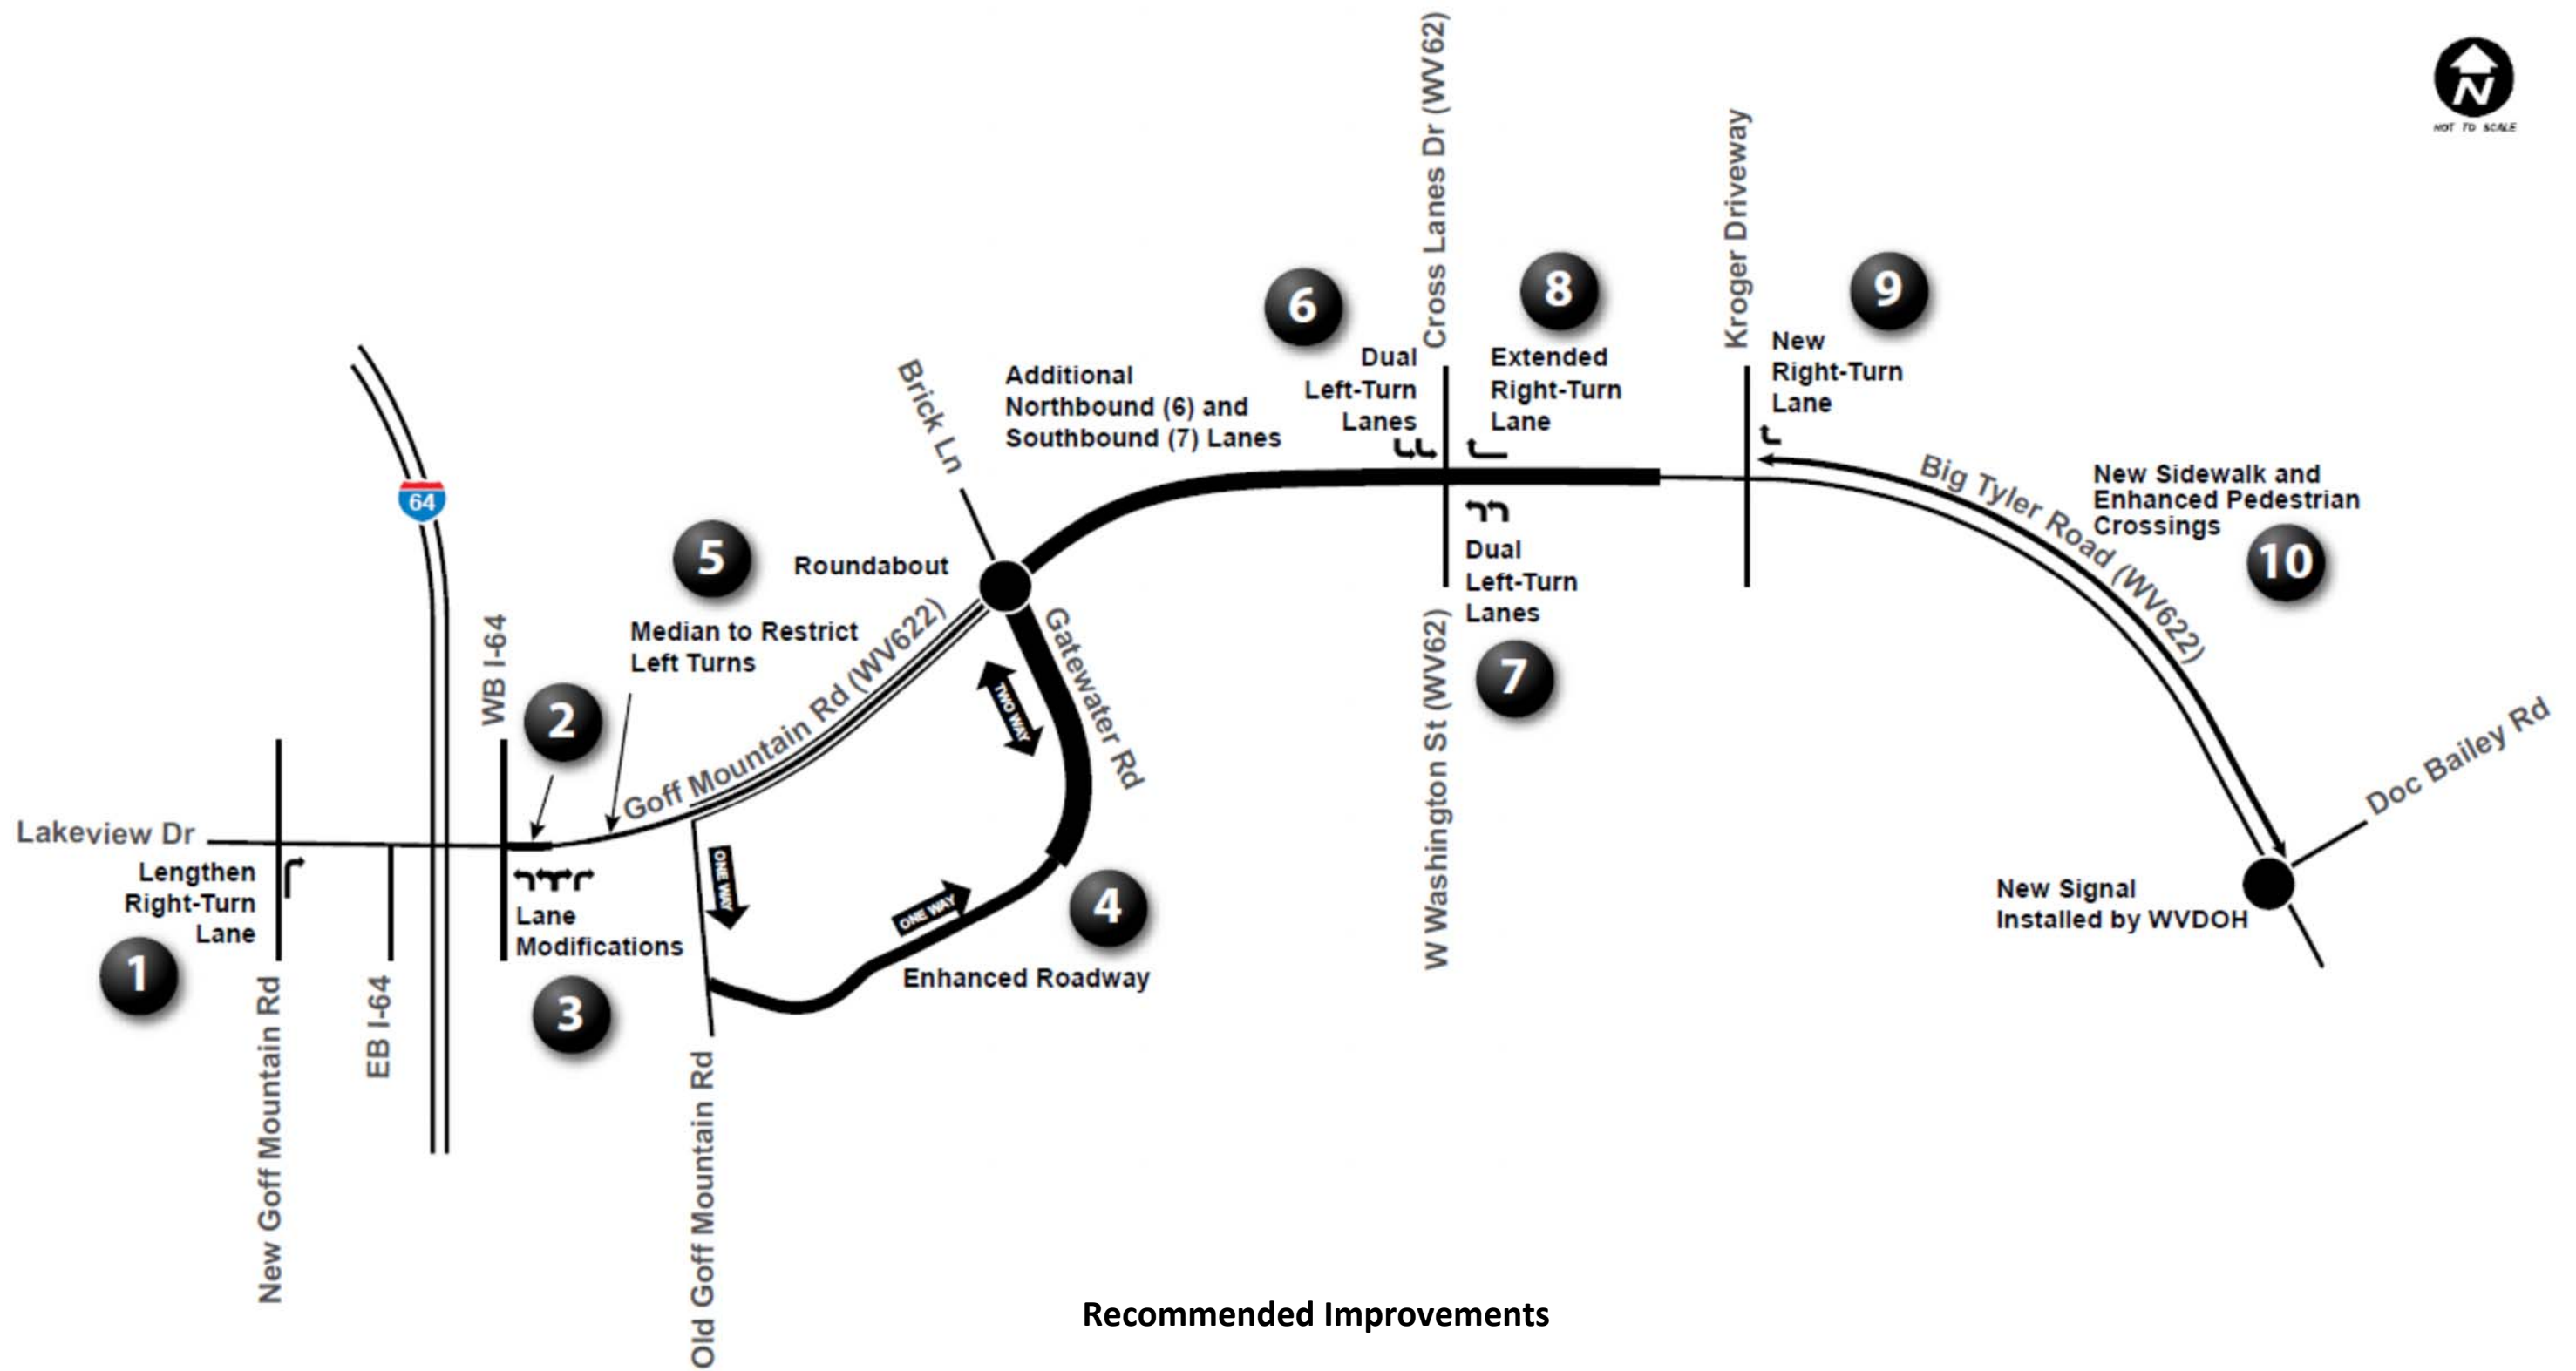 Cross Lanes Dr (WV62)
N
NOT TO SCALE
Kroger Driveway
6
8
9
Dual
Left-Turn
Lanes
Extended
Right-Turn
Lane
New
Right-Turn
Lane
Brick Ln
Additional
Northbound (6) and
Southbound (7) Lanes
64
Big Tyler Road (WV622)
New Sidewalk and
Enhanced Pedestrian
Crossings
10
5
Roundabout
Dual
Left-Turn
Lanes
7
W Washington St (WV62)
Median to Restrict
Left Turns
WB I-64
2
Goff Mountain Rd (WV622)
Gatewater Rd
TWO WAY
Doc Bailey Rd
Lakeview Dr
Lengthen
Right-Turn
Lane
1
Lane
Modifications
3
ONE WAY
ONE WAY
4
Enhanced Roadway
New Signal
Installed by WVDOH
New Goff Mountain Rd
EB I-64
Old Goff Mountain Rd
Recommended Improvements